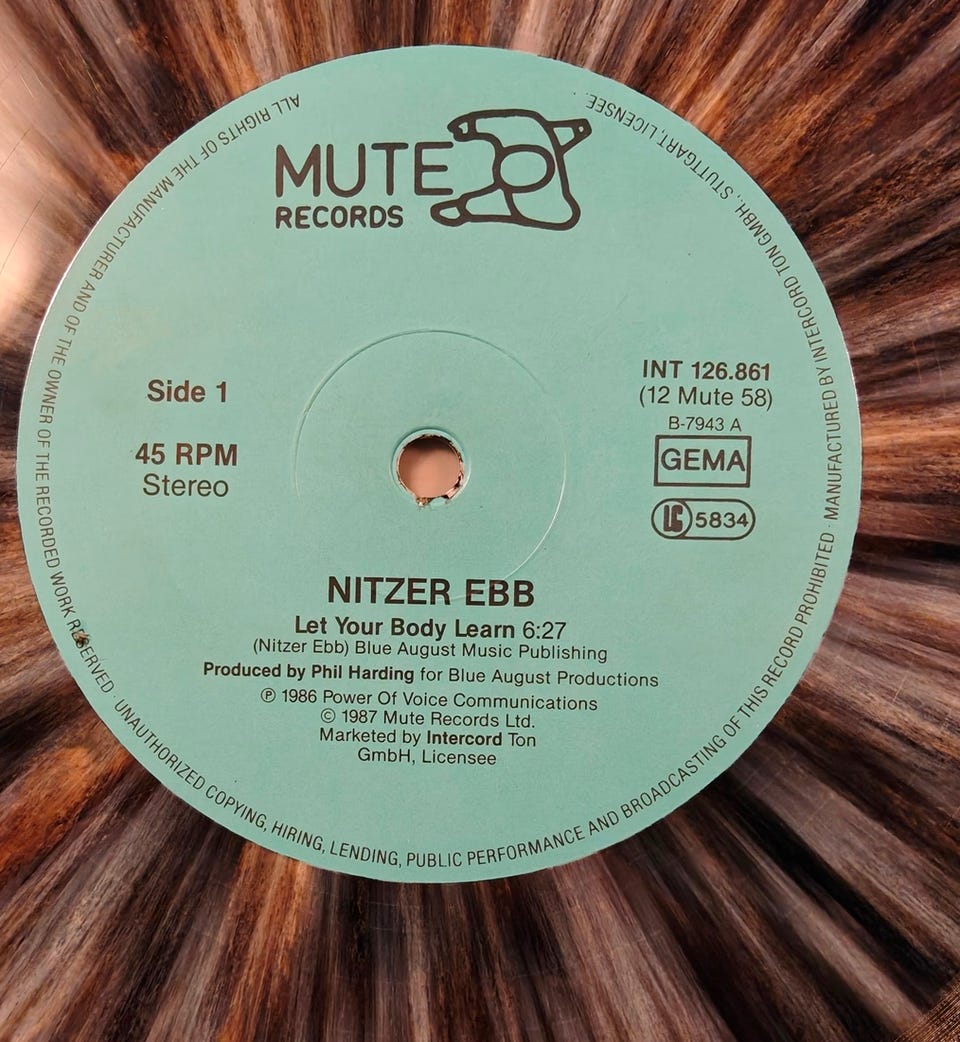 MUTE
RECORDS
Side 1
45 RPM
Stereo
INT 126.861
(12 Mute 58)
B-7943 A
GEMA
LC 5834
NITZER EBB
Let Your Body Learn 6:27
(Nitzer Ebb) Blue August Music Publishing
Produced by Phil Harding for Blue August Productions
℗ 1986 Power Of Voice Communications
© 1987 Mute Records Ltd.
Marketed by Intercord Ton
GmbH, Licensee
ALL RIGHTS OF THE MANUFACTURER AND OF THE OWNER OF THE RECORDED WORK RESERVED · UNAUTHORIZED COPYING, HIRING, LENDING, PUBLIC PERFORMANCE AND BROADCASTING OF THIS RECORD PROHIBITED · MANUFACTURED BY INTERCORD TON GMBH., STUTTGART, LICENSEE.